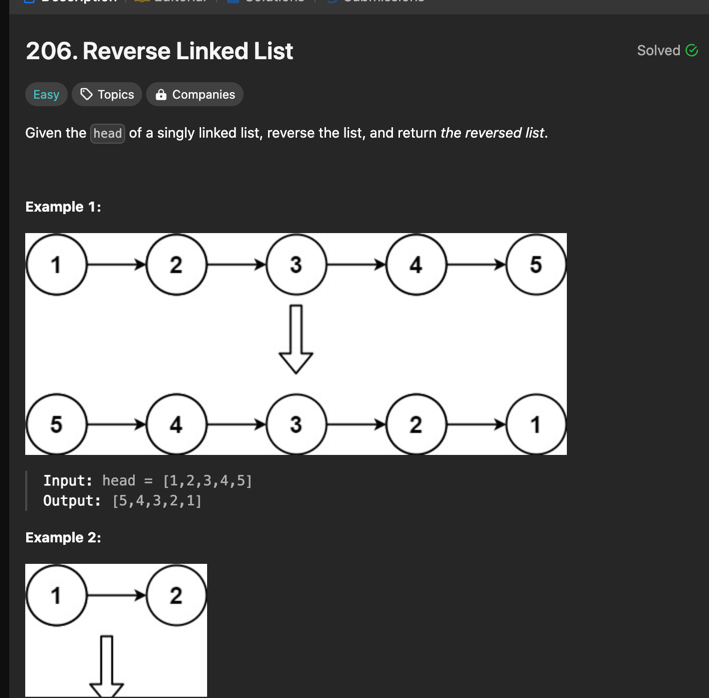 206. Reverse Linked List
Solved
Easy Topics Companies
Given the head of a singly linked list, reverse the list, and return the reversed list.
Example 1:
1 2 3 4 5
5 4 3 2 1
Input: head = [1,2,3,4,5]
Output: [5,4,3,2,1]
Example 2:
1 2